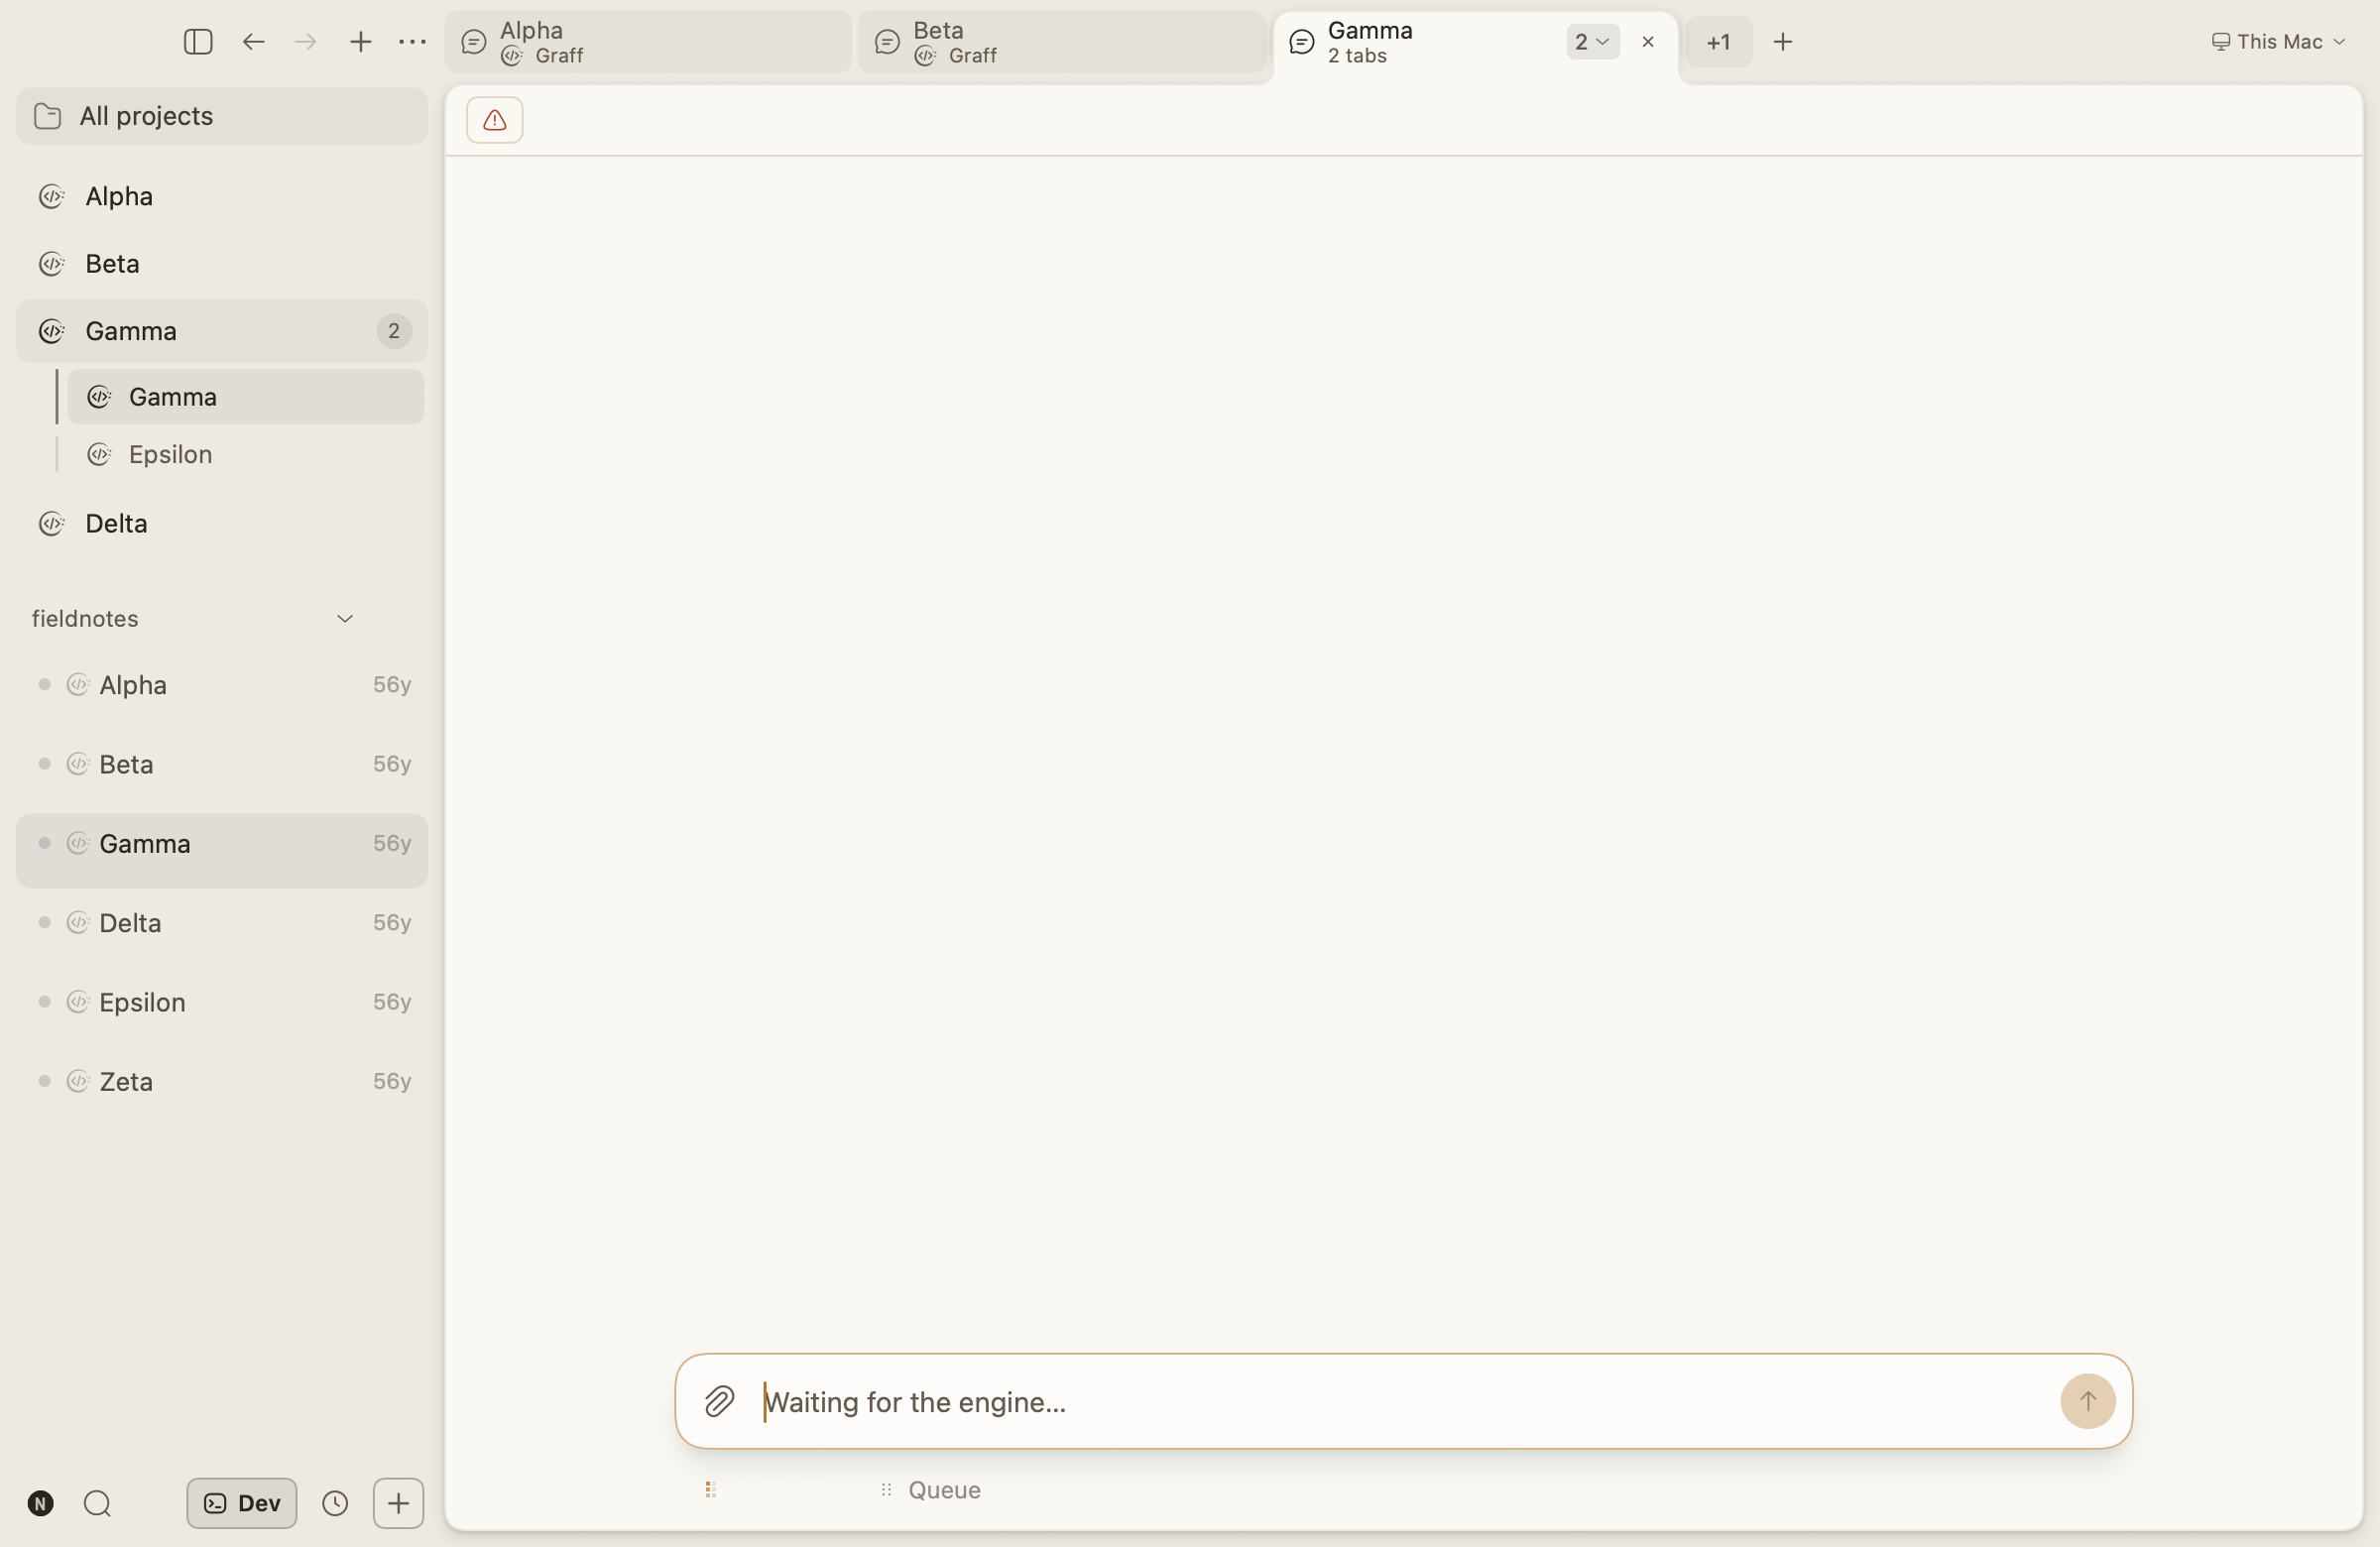 Alpha
Graff
Beta
Graff
Gamma
2 tabs
2
+1
This Mac
All projects
Alpha
Beta
Gamma
2
Gamma
Epsilon
Delta
fieldnotes
Alpha 56y
Beta 56y
Gamma 56y
Delta 56y
Epsilon 56y
Zeta 56y
Waiting for the engine...
Queue
N
Dev